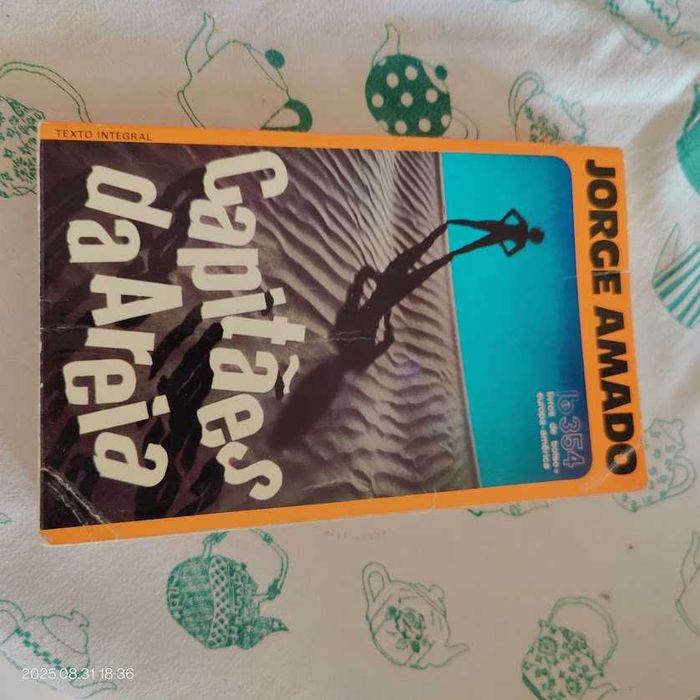 JORGE AMADO
lb 354
livros de bolso
europa-américa
Capitães
da Areia
TEXTO INTEGRAL
2025.08.31 18:36